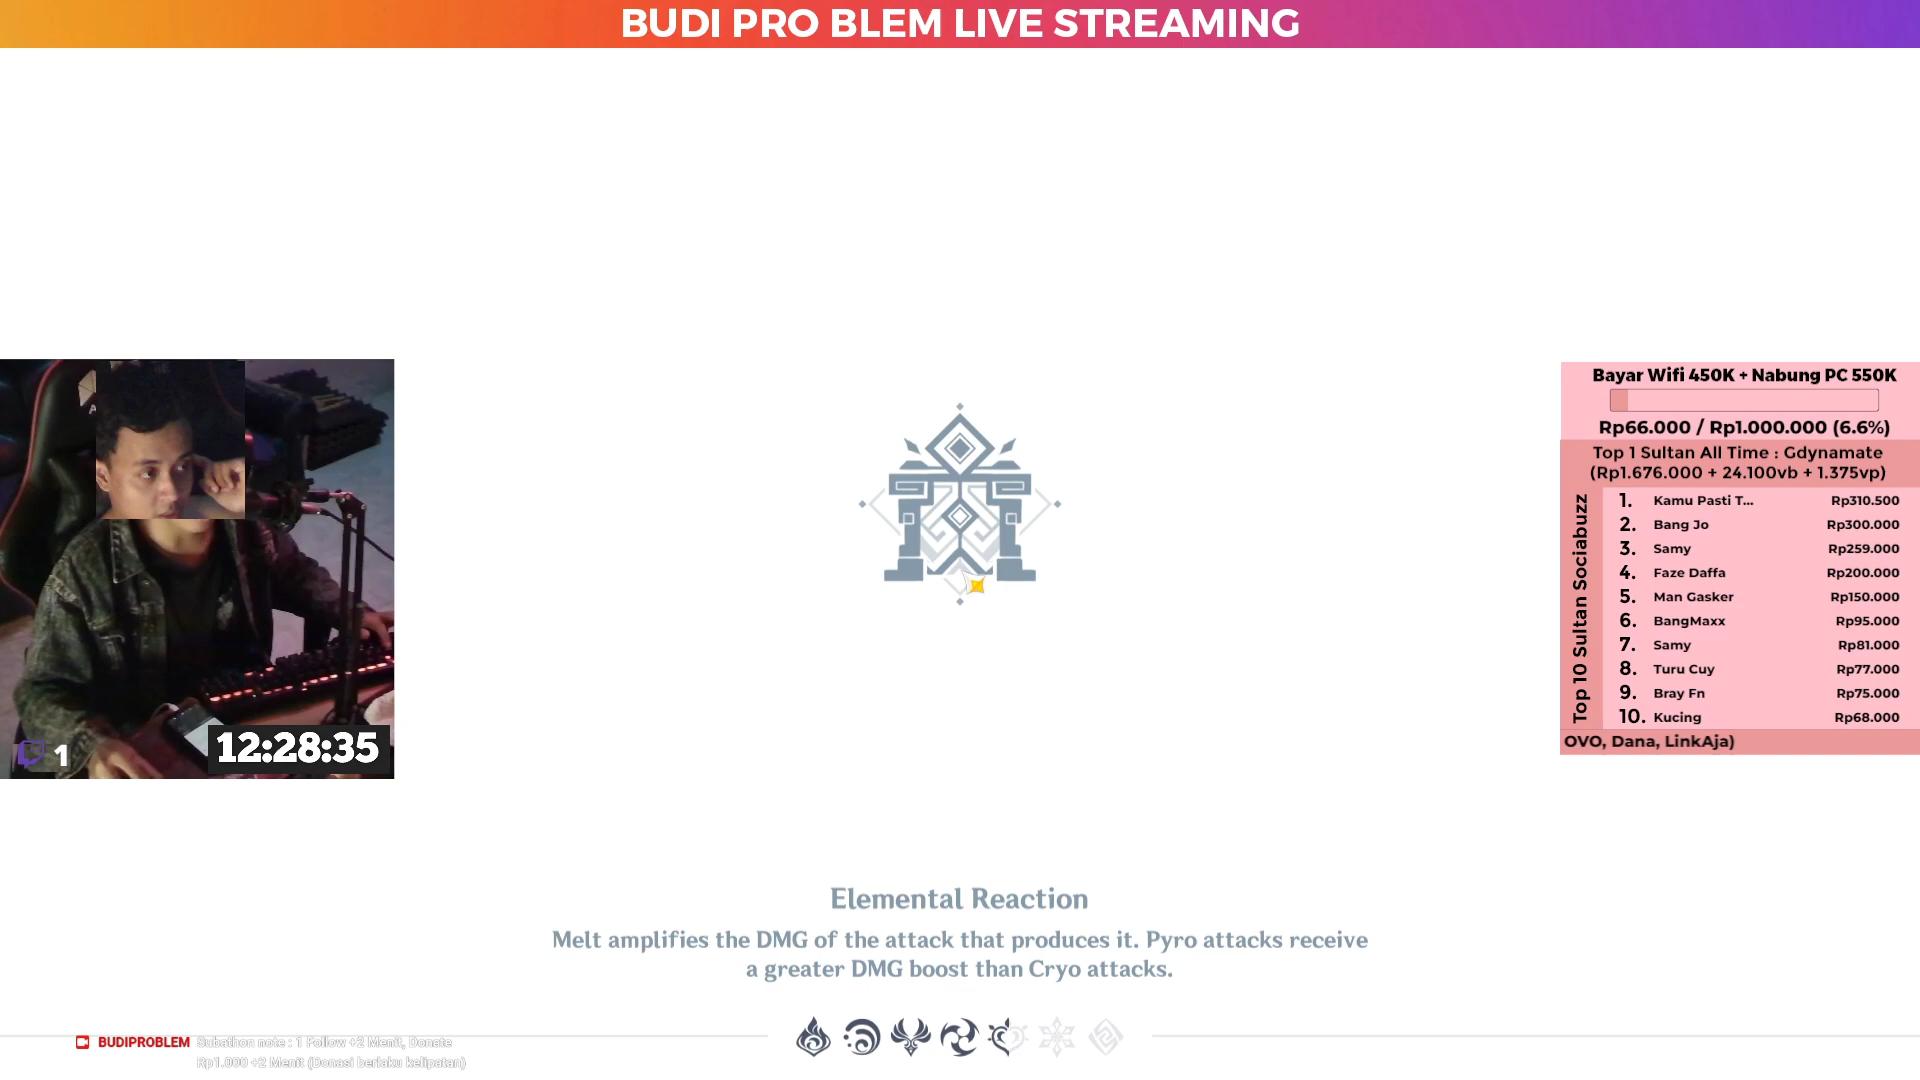 BUDI PRO BLEM LIVE STREAMING
Bayar Wifi 450K + Nabung PC 550K
Rp66.000 / Rp1.000.000 (6.6%)
Top 1 Sultan All Time : Gdynamate
(Rp1.676.000 + 24.100vb + 1.375vp)
Top 10 Sultan Sociabuzz
1. Kamu Pasti T... Rp310.500
2. Bang Jo Rp300.000
3. Samy Rp259.000
4. Faze Daffa Rp200.000
5. Man Gasker Rp150.000
6. BangMaxx Rp95.000
7. Samy Rp81.000
8. Turu Cuy Rp77.000
9. Bray Fn Rp75.000
10. Kucing Rp68.000
OVO, Dana, LinkAja)
1
12:28:35
Elemental Reaction
Melt amplifies the DMG of the attack that produces it. Pyro attacks receive
a greater DMG boost than Cryo attacks.
BUDIPROBLEM
Subathon note : 1 Follow +2 Menit, Donate
Rp1.000 +2 Menit (Donasi berlaku kelipatan)